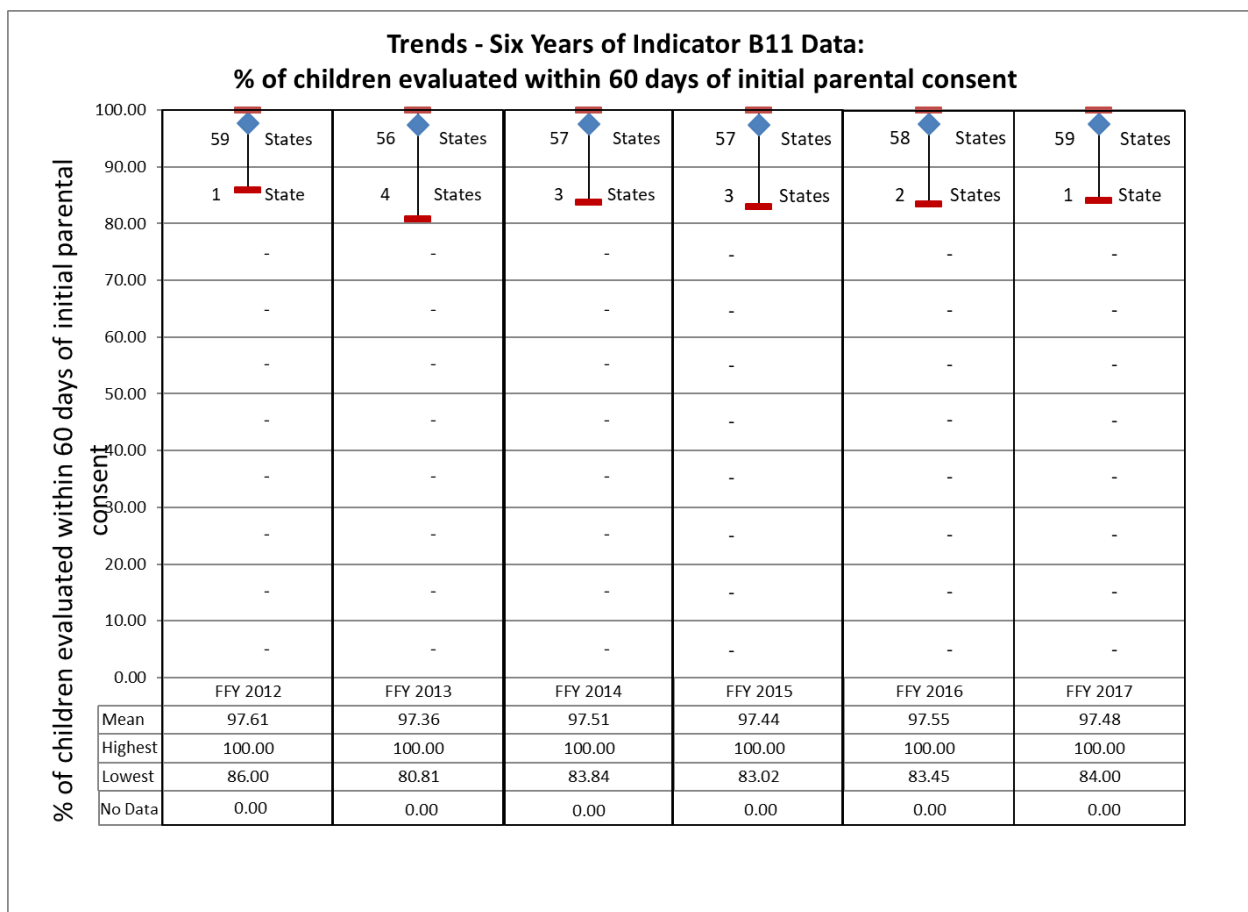 Trends - Six Years of Indicator B11 Data:
% of children evaluated within 60 days of initial parental consent
% of children evaluated within 60 days of initial parental
consent
100.00
59 States 56 States 57 States 57 States 58 States 59 States
90.00
1 State 4 States 3 States 3 States 2 States 1 State
80.00
- - - - - -
70.00
- - - - - -
60.00
- - - - - -
50.00
- - - - - -
40.00
- - - - - -
30.00
- - - - - -
20.00
- - - - - -
10.00
- - - - - -
0.00
FFY 2012 FFY 2013 FFY 2014 FFY 2015 FFY 2016 FFY 2017
Mean 97.61 97.36 97.51 97.44 97.55 97.48
Highest 100.00 100.00 100.00 100.00 100.00 100.00
Lowest 86.00 80.81 83.84 83.02 83.45 84.00
No Data 0.00 0.00 0.00 0.00 0.00 0.00